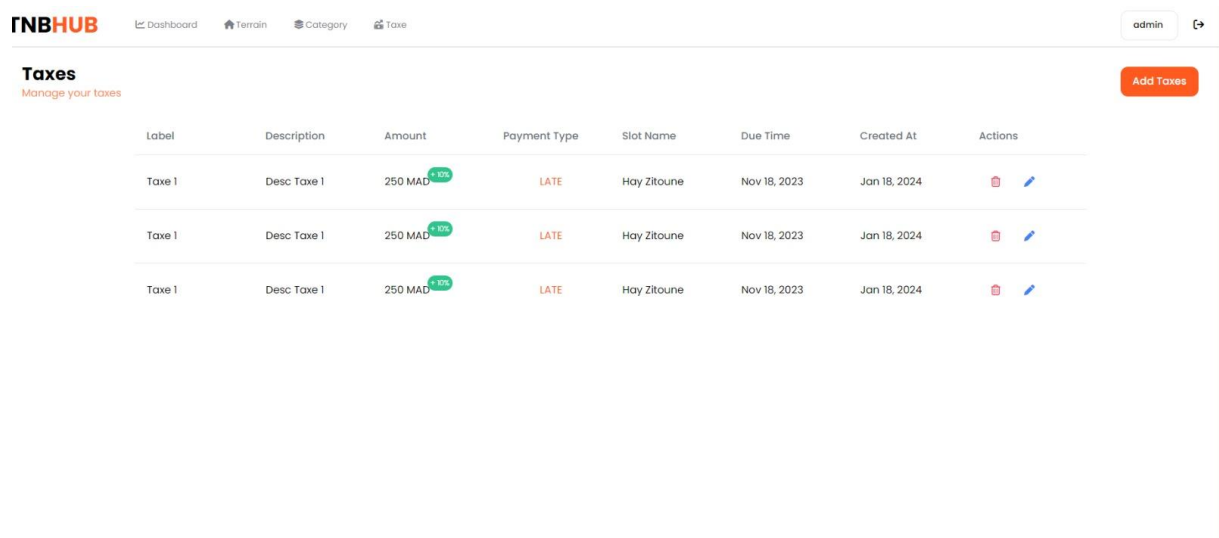 TNBHUB Dashboard Terrain Category Taxe admin
Taxes
Manage your taxes
Add Taxes
Label Description Amount Payment Type Slot Name Due Time Created At Actions
Taxe 1 Desc Taxe 1 250 MAD + 10% LATE Hay Zitoune Nov 18, 2023 Jan 18, 2024
Taxe 1 Desc Taxe 1 250 MAD + 10% LATE Hay Zitoune Nov 18, 2023 Jan 18, 2024
Taxe 1 Desc Taxe 1 250 MAD + 10% LATE Hay Zitoune Nov 18, 2023 Jan 18, 2024